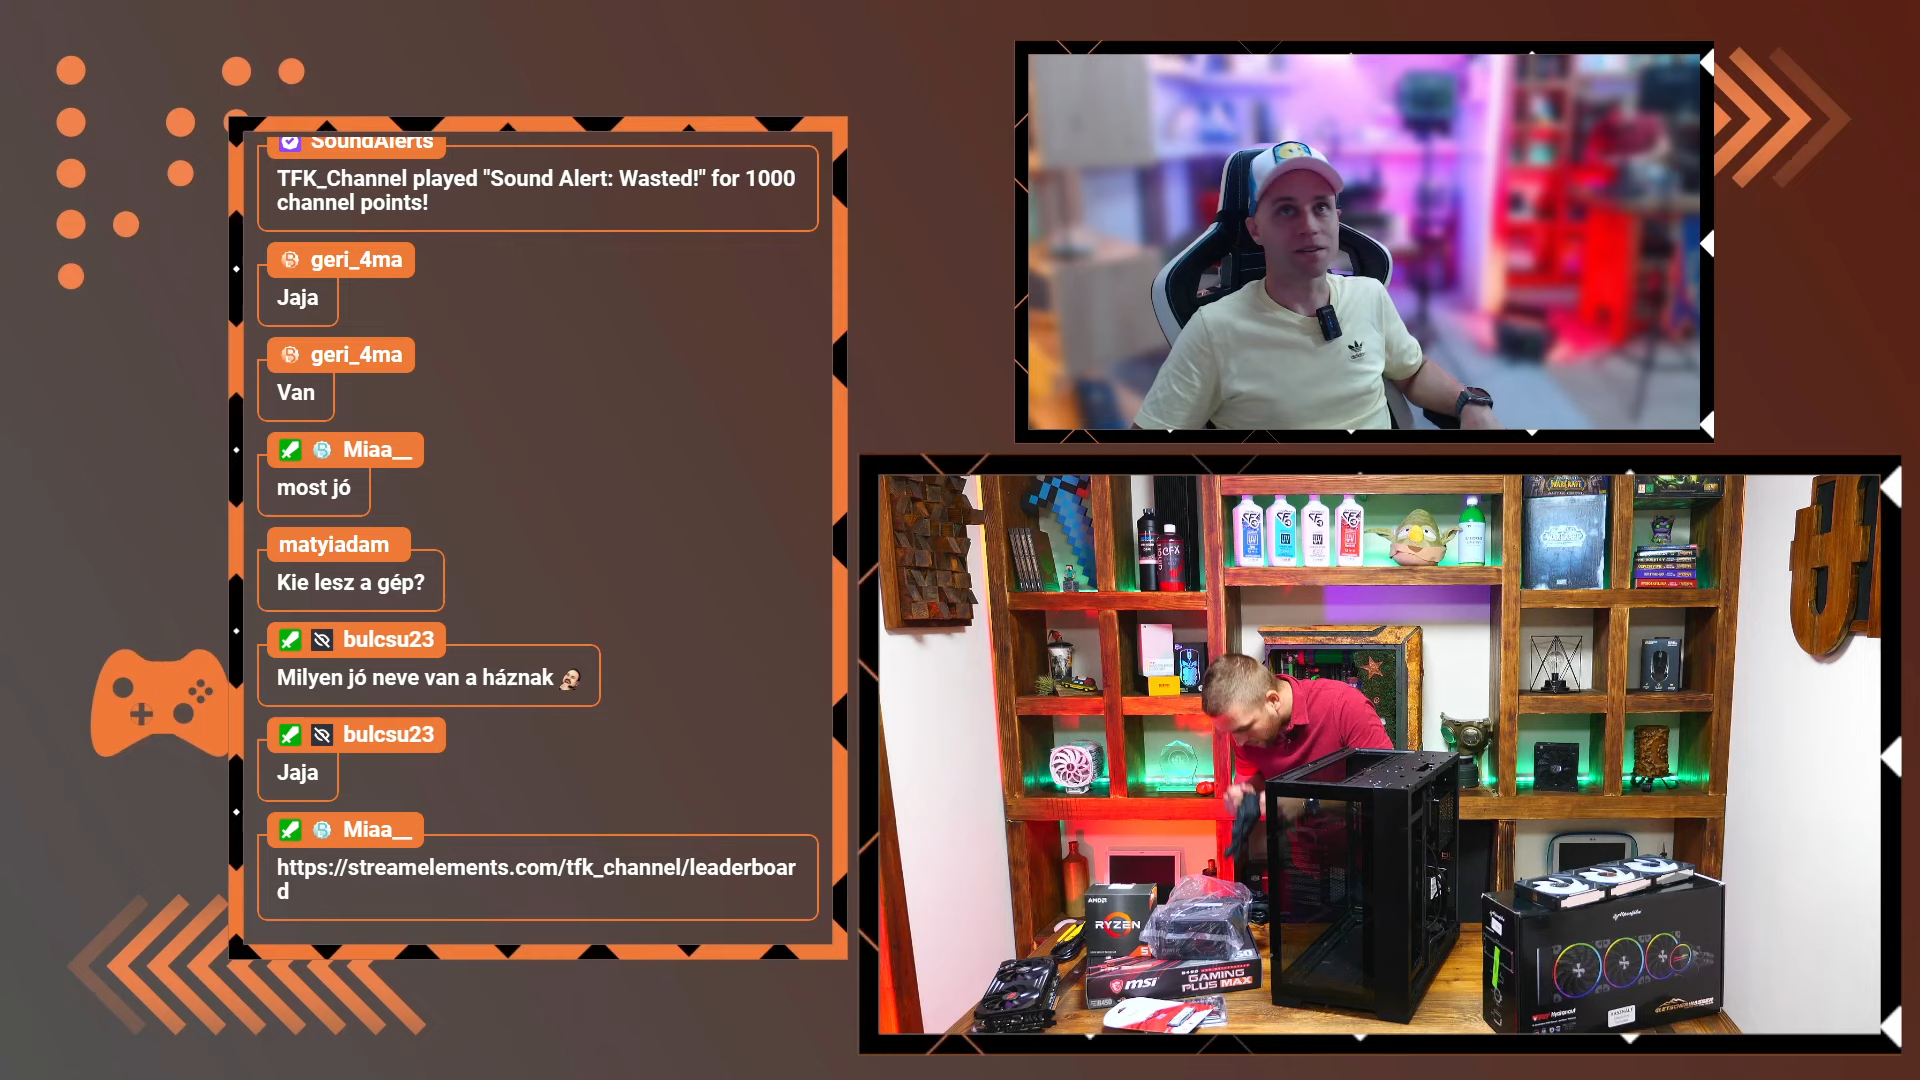 SoundAlerts
TFK_Channel played "Sound Alert: Wasted!" for 1000
channel points!
geri_4ma
Jaja
geri_4ma
Van
Miaa__
most jó
matyiadam
Kie lesz a gép?
bulcsu23
Milyen jó neve van a háznak
bulcsu23
Jaja
Miaa__
https://streamelements.com/tfk_channel/leaderboar
d
AMD
RYZEN
5
msi
GAMING
PLUS MAX